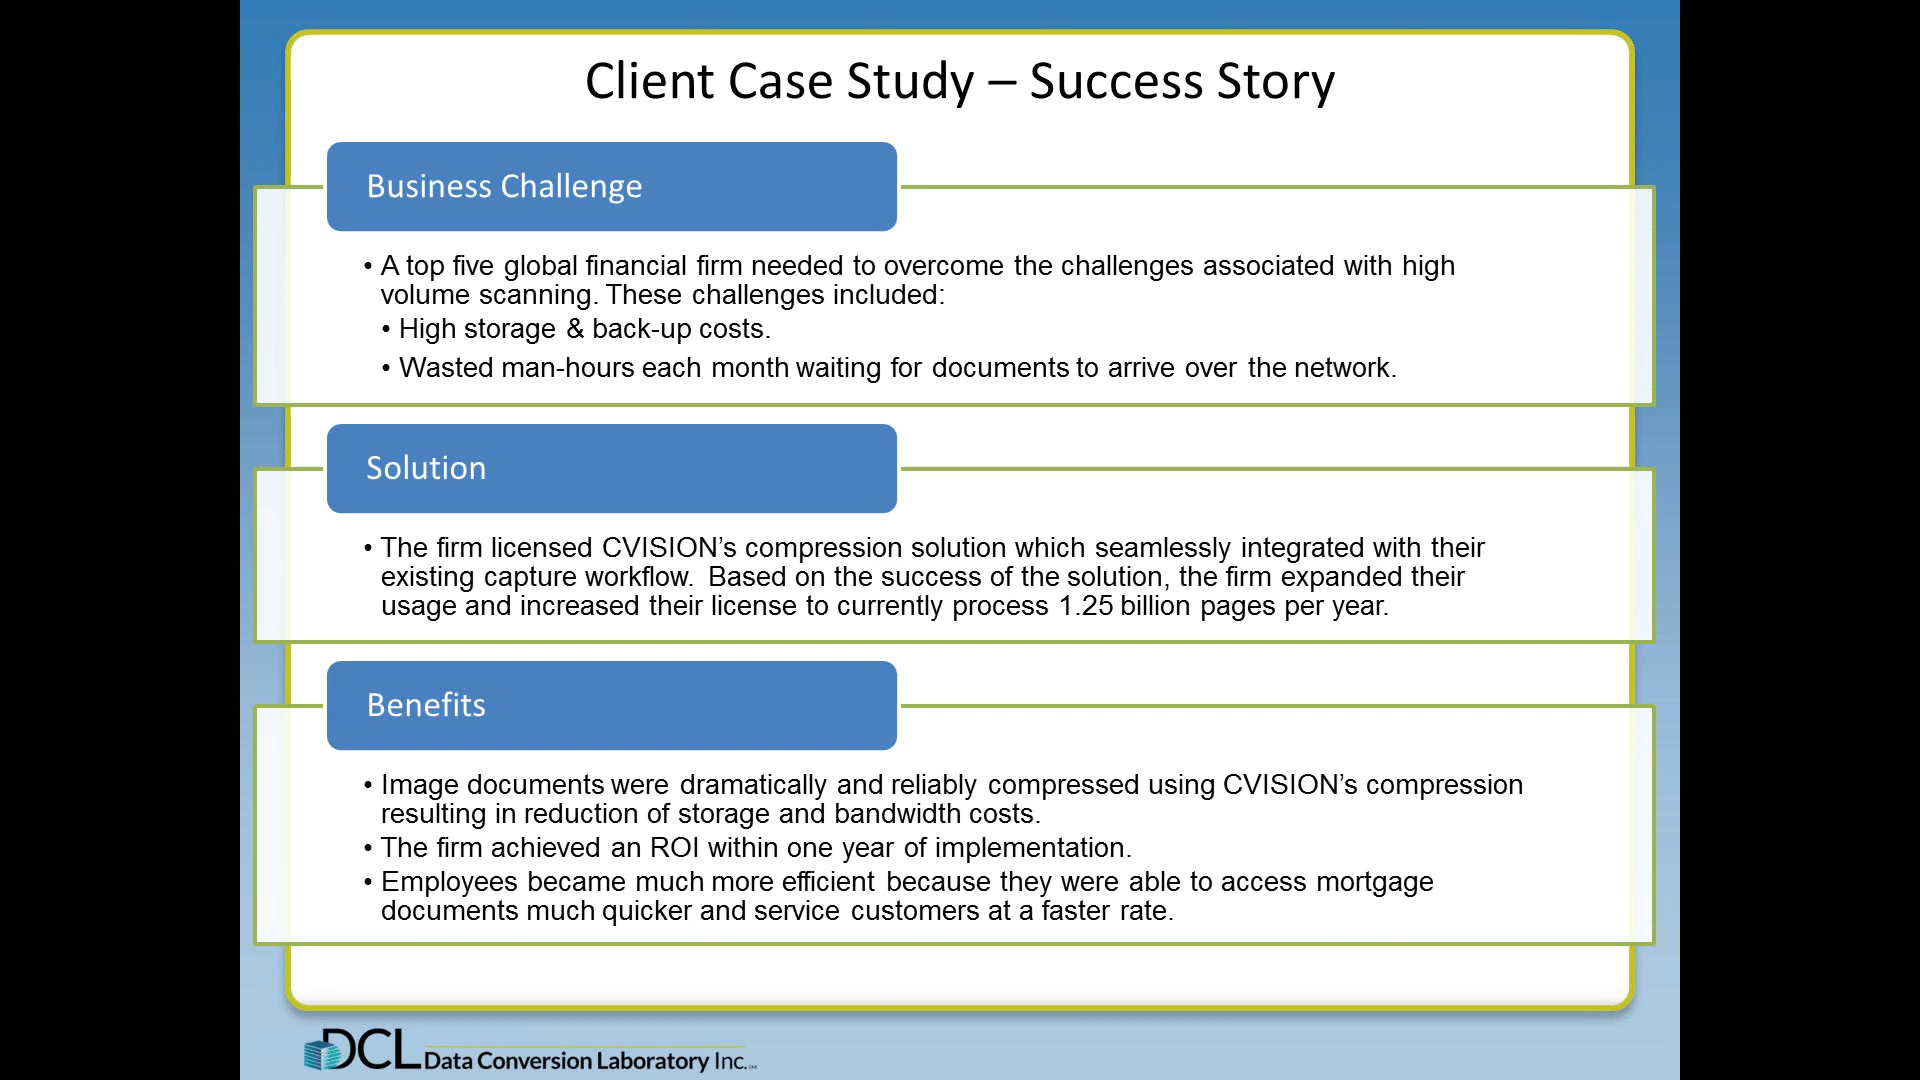 Client Case Study – Success Story
Business Challenge
• A top five global financial firm needed to overcome the challenges associated with high
volume scanning. These challenges included:
• High storage & back-up costs.
• Wasted man-hours each month waiting for documents to arrive over the network.
Solution
• The firm licensed CVISION’s compression solution which seamlessly integrated with their
existing capture workflow.  Based on the success of the solution, the firm expanded their
usage and increased their license to currently process 1.25 billion pages per year.
Benefits
• Image documents were dramatically and reliably compressed using CVISION’s compression
resulting in reduction of storage and bandwidth costs.
• The firm achieved an ROI within one year of implementation.
• Employees became much more efficient because they were able to access mortgage
documents much quicker and service customers at a faster rate.
DCL Data Conversion Laboratory Inc.™